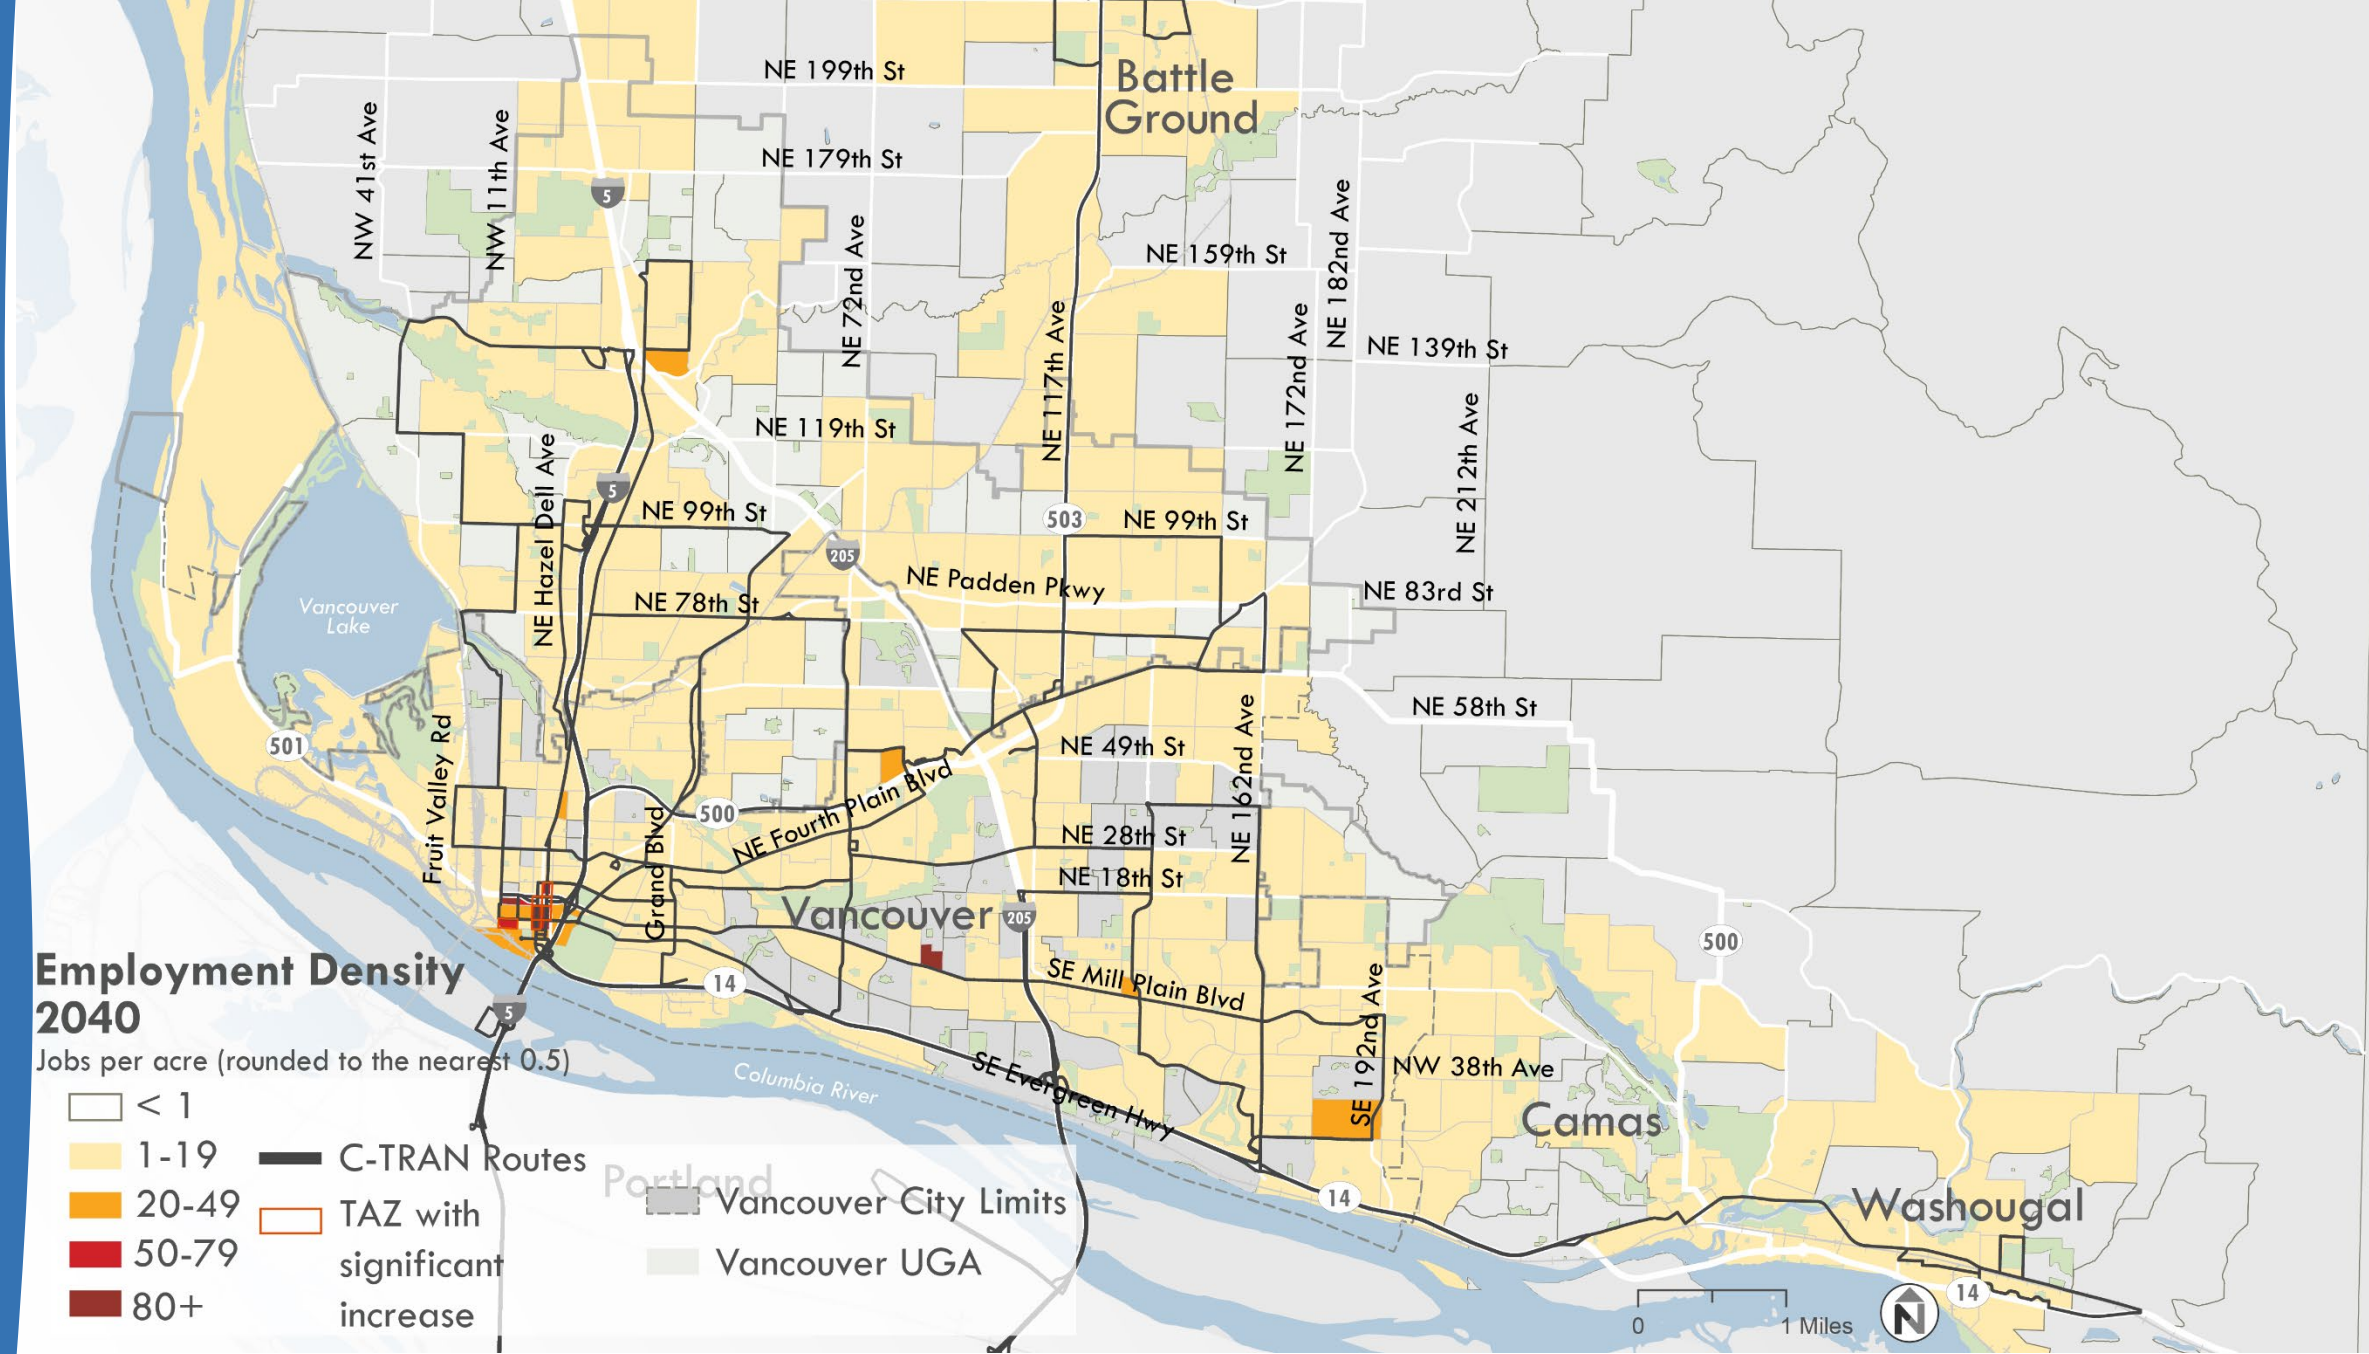 NE 199th St
Battle
Ground
NW 41st Ave
NW 11th Ave
NE 179th St
5
NE 72nd Ave
NE 159th St
NE 182nd Ave
NE 117th Ave
NE 172nd Ave
NE 139th St
NE 119th St
NE 212th Ave
NE Hazel Dell Ave
5
NE 99th St
503
NE 99th St
205
NE Padden Pkwy
NE 83rd St
NE 78th St
Vancouver
Lake
501
Fruit Valley Rd
NE 58th St
NE 49th St
NE 162nd Ave
500
NE Fourth Plain Blvd
Grand Blvd
NE 28th St
NE 18th St
Vancouver
205
500
14
SE Mill Plain Blvd
SE 192nd Ave
5
SE Evergreen Hwy
NW 38th Ave
Columbia River
Camas
Portland
14
Washougal
14
Employment Density
2040
Jobs per acre (rounded to the nearest 0.5)
< 1
1-19
20-49
50-79
80+
C-TRAN Routes
TAZ with
significant
increase
Vancouver City Limits
Vancouver UGA
0
1 Miles
N